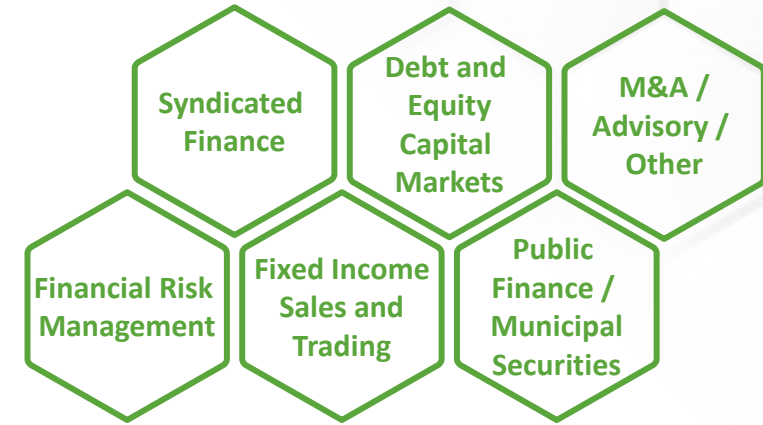 Syndicated
Finance
Debt and
Equity
Capital
Markets
M&A /
Advisory /
Other
Financial Risk
Management
Fixed Income
Sales and
Trading
Public
Finance /
Municipal
Securities